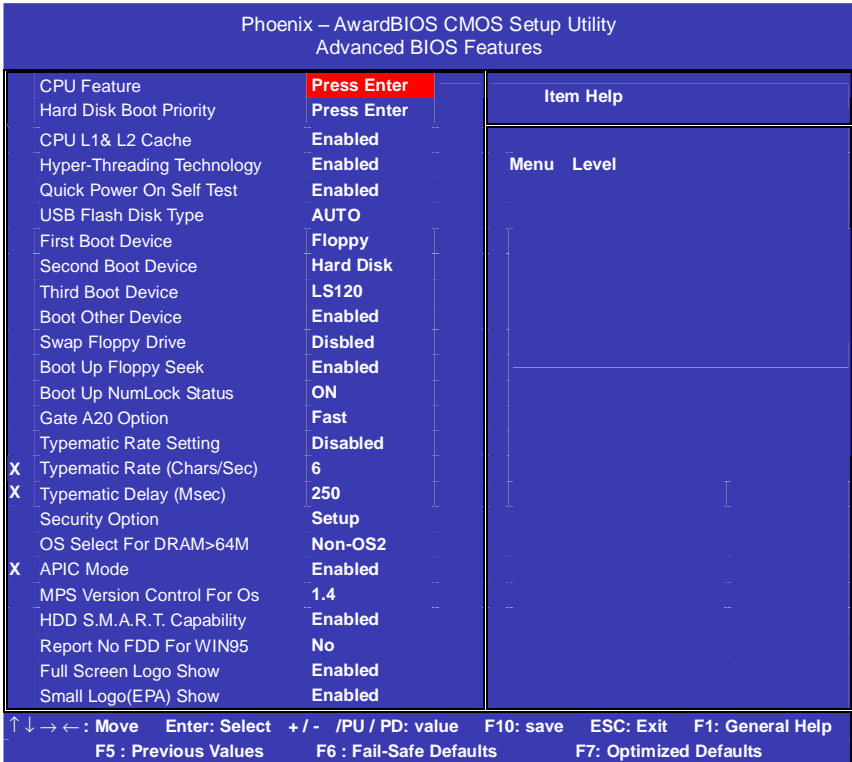 Phoenix – AwardBIOS CMOS Setup Utility
Advanced BIOS Features
CPU Feature Press Enter
Hard Disk Boot Priority Press Enter
CPU L1& L2 Cache Enabled
Hyper-Threading Technology Enabled
Quick Power On Self Test Enabled
USB Flash Disk Type AUTO
First Boot Device Floppy
Second Boot Device Hard Disk
Third Boot Device LS120
Boot Other Device Enabled
Swap Floppy Drive Disbled
Boot Up Floppy Seek Enabled
Boot Up NumLock Status ON
Gate A20 Option Fast
Typematic Rate Setting Disabled
X Typematic Rate (Chars/Sec) 6
X Typematic Delay (Msec) 250
Security Option Setup
OS Select For DRAM>64M Non-OS2
X APIC Mode Enabled
MPS Version Control For Os 1.4
HDD S.M.A.R.T. Capability Enabled
Report No FDD For WIN95 No
Full Screen Logo Show Enabled
Small Logo(EPA) Show Enabled
Item Help
Menu Level
↑↓→←: Move Enter: Select + / - /PU / PD: value F10: save ESC: Exit F1: General Help
F5 : Previous Values F6 : Fail-Safe Defaults F7: Optimized Defaults